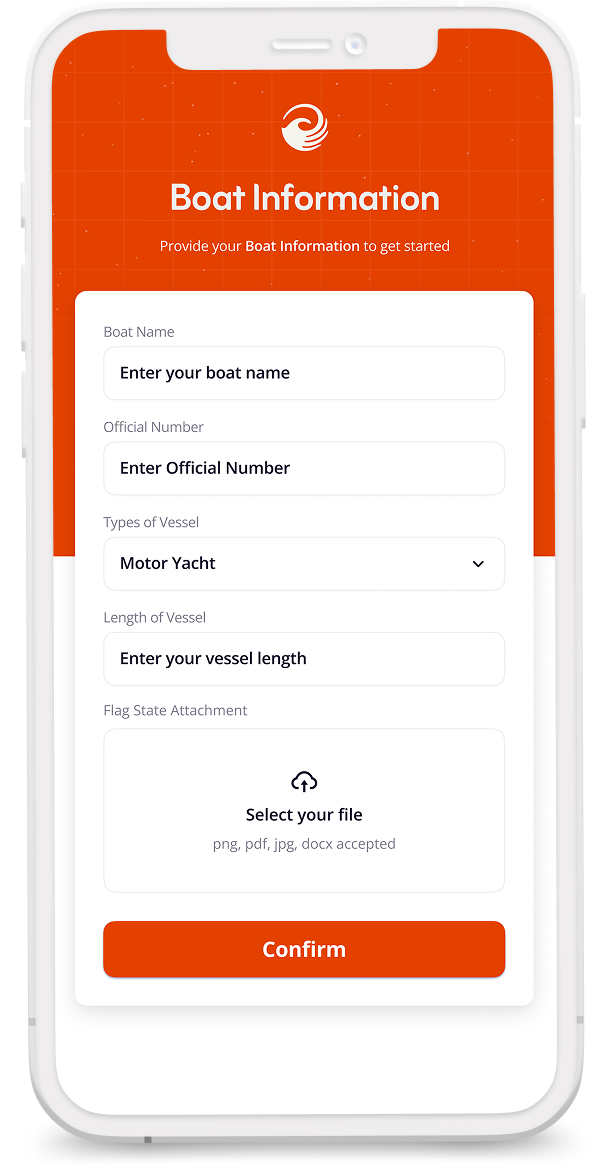 Boat Information
Provide your Boat Information to get started
Boat Name
Enter your boat name
Official Number
Enter Official Number
Types of Vessel
Motor Yacht
Length of Vessel
Enter your vessel length
Flag State Attachment
Select your file
png, pdf, jpg, docx accepted
Confirm